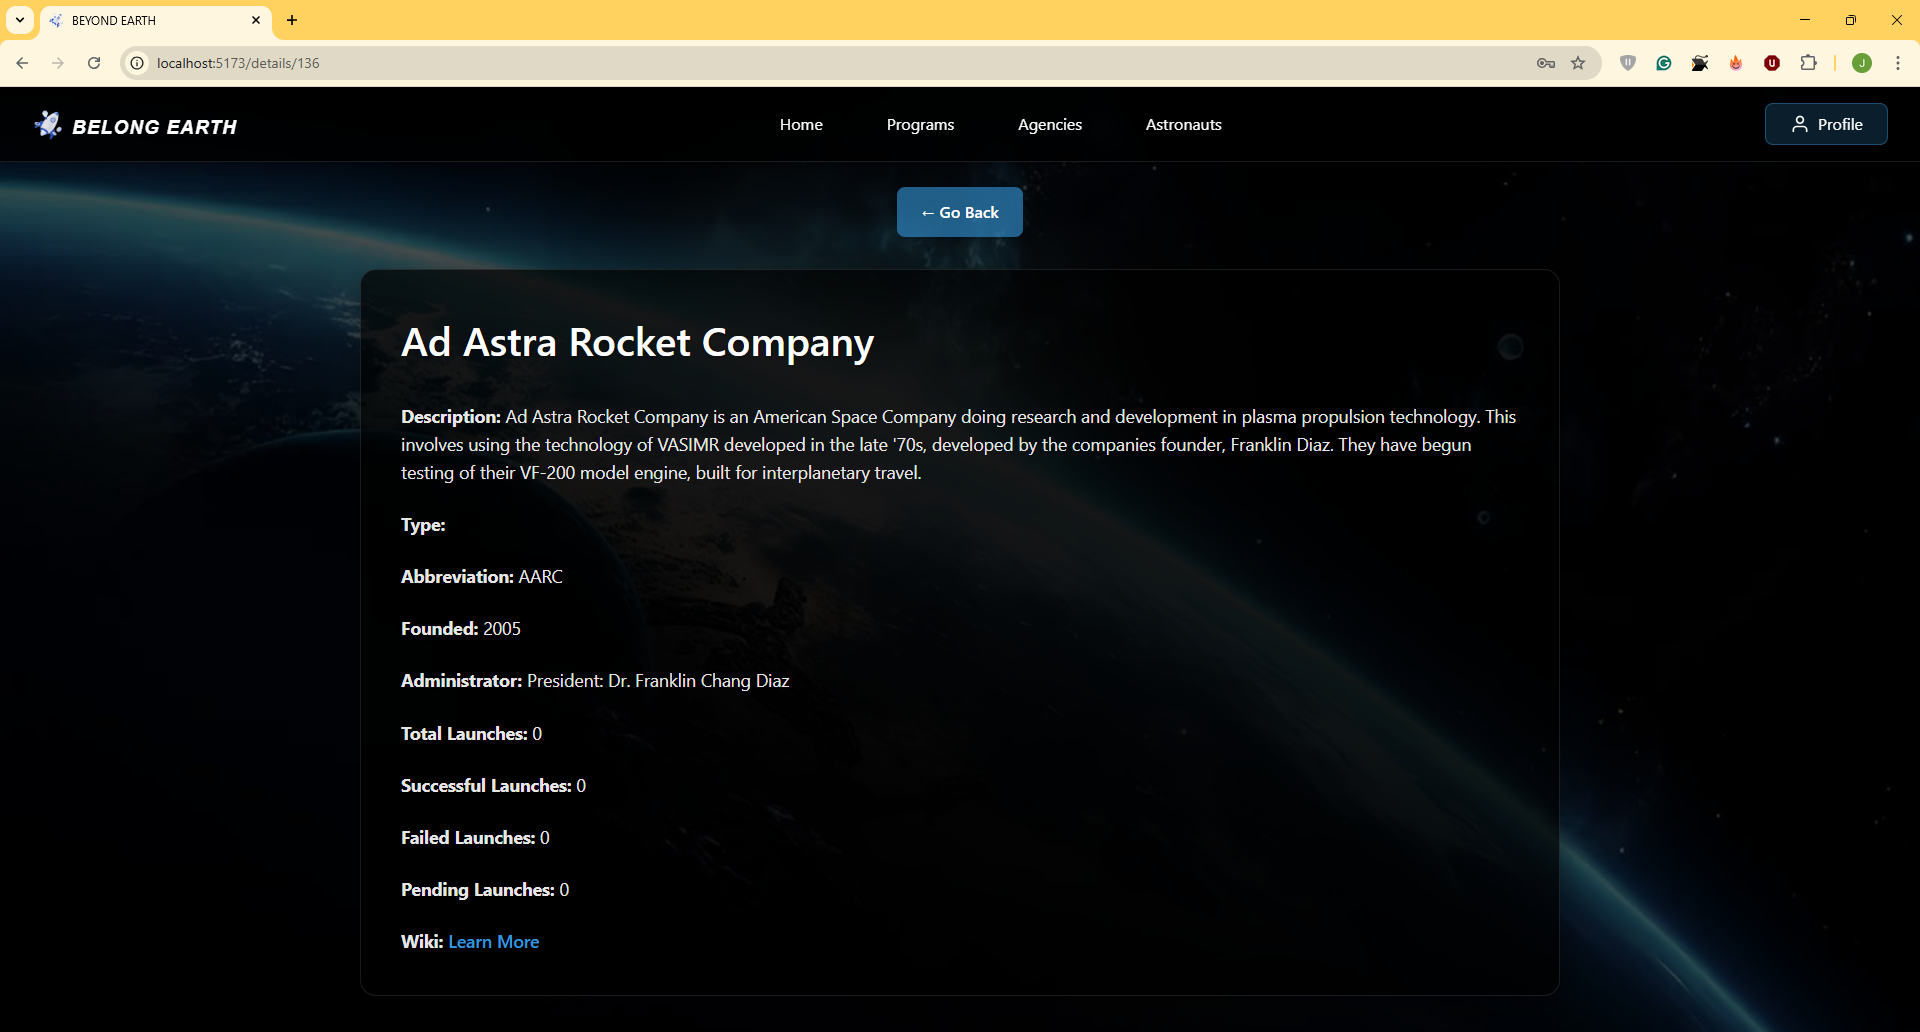 BEYOND EARTH
localhost:5173/details/136
J
BELONG EARTH
Home
Programs
Agencies
Astronauts
Profile
← Go Back
Ad Astra Rocket Company
Description: Ad Astra Rocket Company is an American Space Company doing research and development in plasma propulsion technology. This
involves using the technology of VASIMR developed in the late '70s, developed by the companies founder, Franklin Diaz. They have begun
testing of their VF-200 model engine, built for interplanetary travel.
Type:
Abbreviation: AARC
Founded: 2005
Administrator: President: Dr. Franklin Chang Diaz
Total Launches: 0
Successful Launches: 0
Failed Launches: 0
Pending Launches: 0
Wiki: Learn More